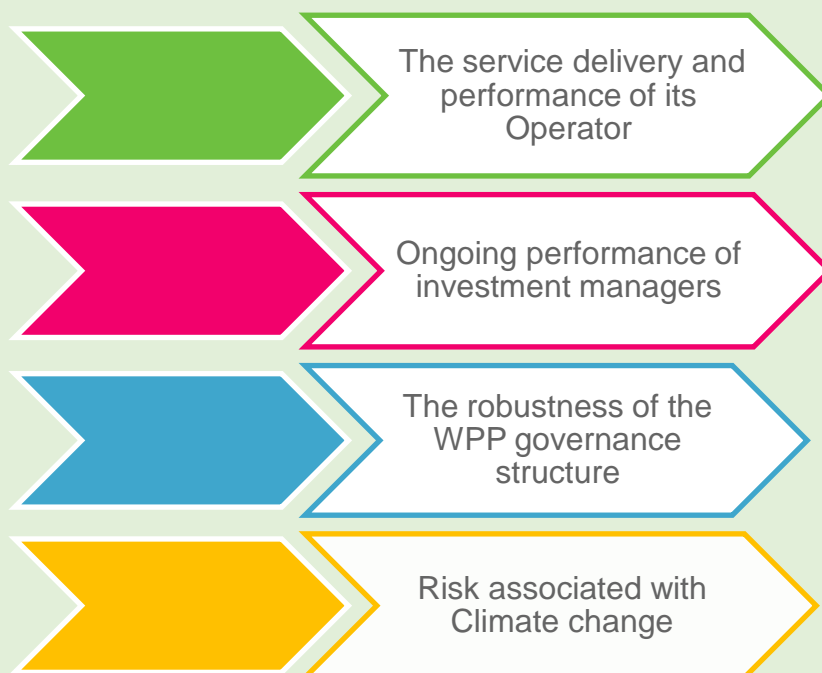 The service delivery and
performance of its
Operator
Ongoing performance of
investment managers
The robustness of the
WPP governance
structure
Risk associated with
Climate change